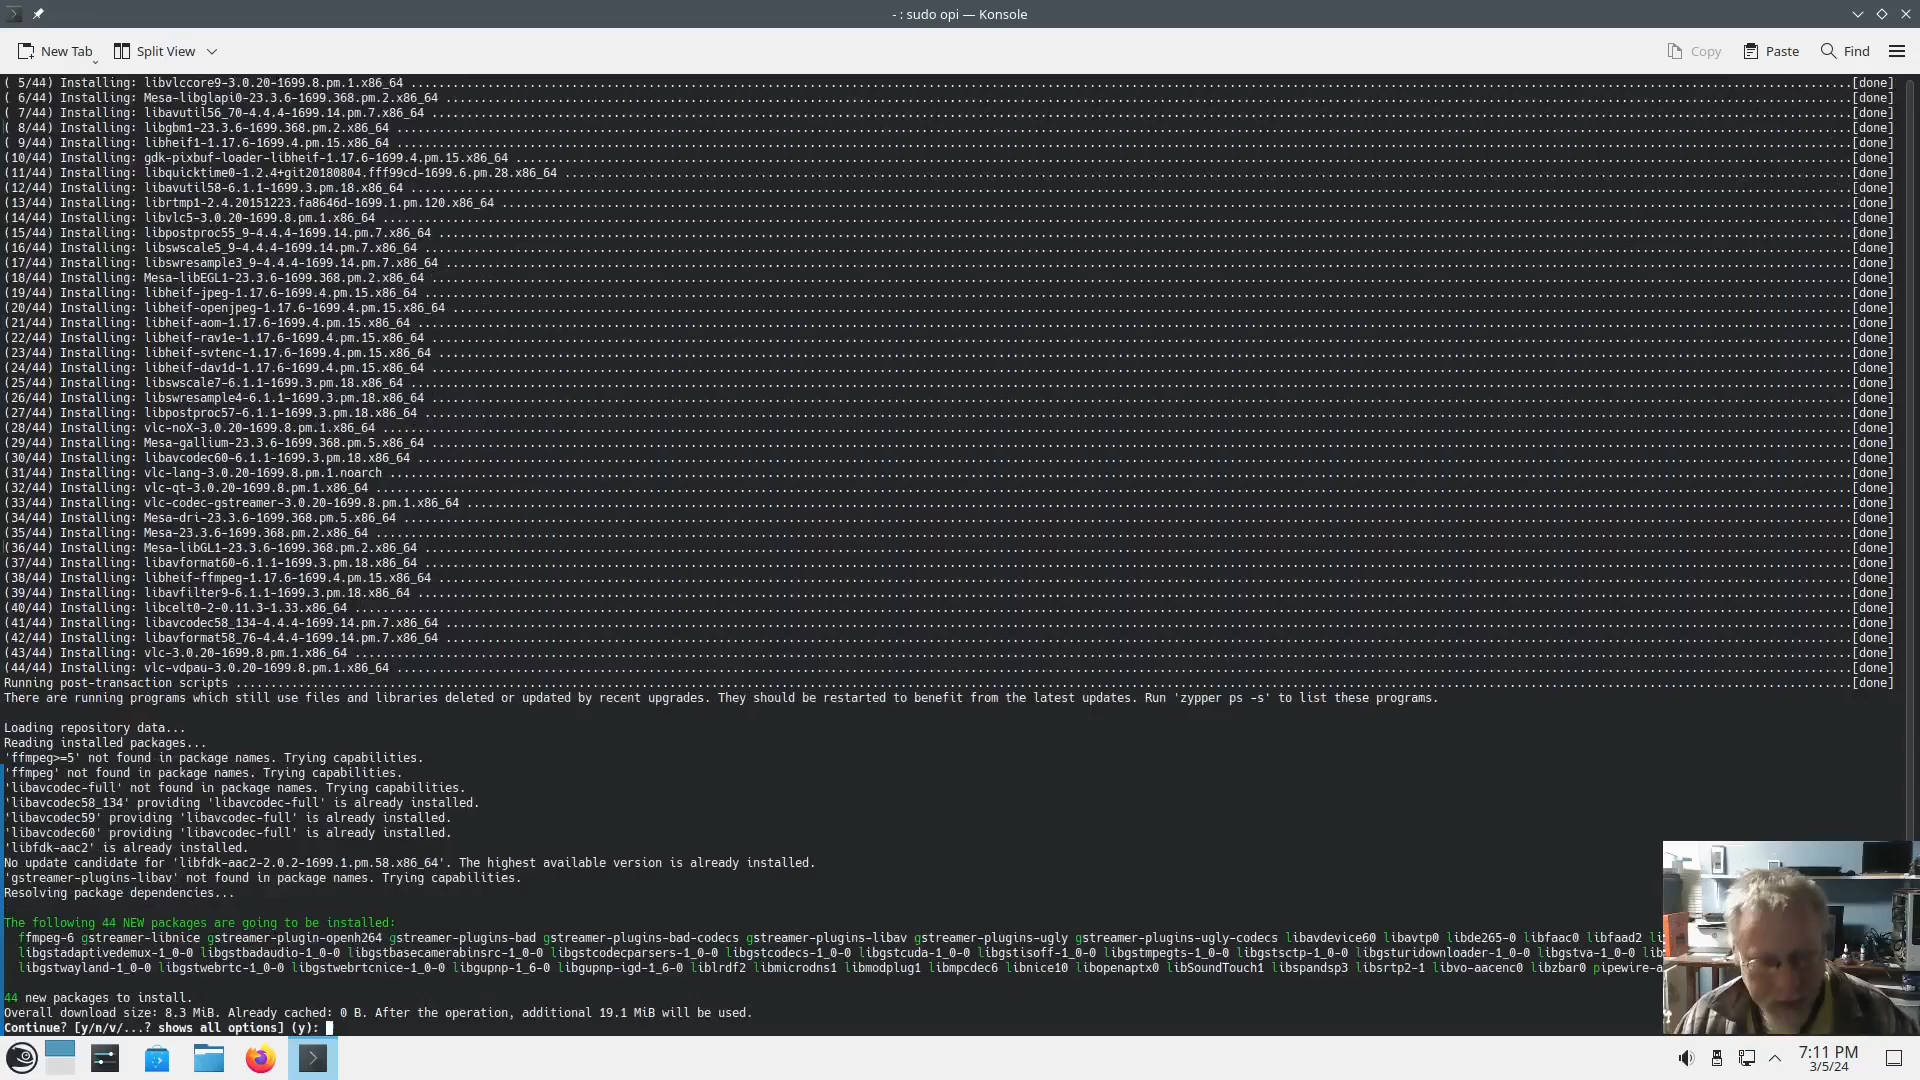 - : sudo opi — Konsole
New Tab
Split View
Copy
Paste
Find
( 5/44) Installing: libvlccore9-3.0.20-1699.8.pm.1.x86_64 [done]
( 6/44) Installing: Mesa-libglapi0-23.3.6-1699.368.pm.2.x86_64 [done]
( 7/44) Installing: libavutil56_70-4.4.4-1699.14.pm.7.x86_64 [done]
( 8/44) Installing: libgbm1-23.3.6-1699.368.pm.2.x86_64 [done]
( 9/44) Installing: libheif1-1.17.6-1699.4.pm.15.x86_64 [done]
(10/44) Installing: gdk-pixbuf-loader-libheif-1.17.6-1699.4.pm.15.x86_64 [done]
(11/44) Installing: libquicktime0-1.2.4+git20180804.fff99cd-1699.6.pm.28.x86_64 [done]
(12/44) Installing: libavutil58-6.1.1-1699.3.pm.18.x86_64 [done]
(13/44) Installing: librtmp1-2.4.20151223.fa8646d-1699.1.pm.120.x86_64 [done]
(14/44) Installing: libvlc5-3.0.20-1699.8.pm.1.x86_64 [done]
(15/44) Installing: libpostproc55_9-4.4.4-1699.14.pm.7.x86_64 [done]
(16/44) Installing: libswscale5_9-4.4.4-1699.14.pm.7.x86_64 [done]
(17/44) Installing: libswresample3_9-4.4.4-1699.14.pm.7.x86_64 [done]
(18/44) Installing: Mesa-libEGL1-23.3.6-1699.368.pm.2.x86_64 [done]
(19/44) Installing: libheif-jpeg-1.17.6-1699.4.pm.15.x86_64 [done]
(20/44) Installing: libheif-openjpeg-1.17.6-1699.4.pm.15.x86_64 [done]
(21/44) Installing: libheif-aom-1.17.6-1699.4.pm.15.x86_64 [done]
(22/44) Installing: libheif-rav1e-1.17.6-1699.4.pm.15.x86_64 [done]
(23/44) Installing: libheif-svtenc-1.17.6-1699.4.pm.15.x86_64 [done]
(24/44) Installing: libheif-dav1d-1.17.6-1699.4.pm.15.x86_64 [done]
(25/44) Installing: libswscale7-6.1.1-1699.3.pm.18.x86_64 [done]
(26/44) Installing: libswresample4-6.1.1-1699.3.pm.18.x86_64 [done]
(27/44) Installing: libpostproc57-6.1.1-1699.3.pm.18.x86_64 [done]
(28/44) Installing: vlc-noX-3.0.20-1699.8.pm.1.x86_64 [done]
(29/44) Installing: Mesa-gallium-23.3.6-1699.368.pm.5.x86_64 [done]
(30/44) Installing: libavcodec60-6.1.1-1699.3.pm.18.x86_64 [done]
(31/44) Installing: vlc-lang-3.0.20-1699.8.pm.1.noarch [done]
(32/44) Installing: vlc-qt-3.0.20-1699.8.pm.1.x86_64 [done]
(33/44) Installing: vlc-codec-gstreamer-3.0.20-1699.8.pm.1.x86_64 [done]
(34/44) Installing: Mesa-dri-23.3.6-1699.368.pm.5.x86_64 [done]
(35/44) Installing: Mesa-23.3.6-1699.368.pm.2.x86_64 [done]
(36/44) Installing: Mesa-libGL1-23.3.6-1699.368.pm.2.x86_64 [done]
(37/44) Installing: libavformat60-6.1.1-1699.3.pm.18.x86_64 [done]
(38/44) Installing: libheif-ffmpeg-1.17.6-1699.4.pm.15.x86_64 [done]
(39/44) Installing: libavfilter9-6.1.1-1699.3.pm.18.x86_64 [done]
(40/44) Installing: libcelt0-2-0.11.3-1.33.x86_64 [done]
(41/44) Installing: libavcodec58_134-4.4.4-1699.14.pm.7.x86_64 [done]
(42/44) Installing: libavformat58_76-4.4.4-1699.14.pm.7.x86_64 [done]
(43/44) Installing: vlc-3.0.20-1699.8.pm.1.x86_64 [done]
(44/44) Installing: vlc-vdpau-3.0.20-1699.8.pm.1.x86_64 [done]
Running post-transaction scripts [done]
There are running programs which still use files and libraries deleted or updated by recent upgrades. They should be restarted to benefit from the latest updates. Run 'zypper ps -s' to list these programs.
Loading repository data...
Reading installed packages...
'ffmpeg>=5' not found in package names. Trying capabilities.
'ffmpeg' not found in package names. Trying capabilities.
'libavcodec-full' not found in package names. Trying capabilities.
'libavcodec58_134' providing 'libavcodec-full' is already installed.
'libavcodec59' providing 'libavcodec-full' is already installed.
'libavcodec60' providing 'libavcodec-full' is already installed.
'libfdk-aac2' is already installed.
No update candidate for 'libfdk-aac2-2.0.2-1699.1.pm.58.x86_64'. The highest available version is already installed.
'gstreamer-plugins-libav' not found in package names. Trying capabilities.
Resolving package dependencies...
The following 44 NEW packages are going to be installed:
ffmpeg-6 gstreamer-libnice gstreamer-plugin-openh264 gstreamer-plugins-bad gstreamer-plugins-bad-codecs gstreamer-plugins-libav gstreamer-plugins-ugly gstreamer-plugins-ugly-codecs libavdevice60 libavtp0 libde265-0 libfaac0 libfaad2 li
libgstadaptivedemux-1_0-0 libgstbadaudio-1_0-0 libgstbasecamerabinsrc-1_0-0 libgstcodecparsers-1_0-0 libgstcodecs-1_0-0 libgstcuda-1_0-0 libgstisoff-1_0-0 libgstmpegts-1_0-0 libgstsctp-1_0-0 libgsturidownloader-1_0-0 libgstva-1_0-0 li
libgstwayland-1_0-0 libgstwebrtc-1_0-0 libgstwebrtcnice-1_0-0 libgupnp-1_6-0 libgupnp-igd-1_6-0 liblrdf2 libmicrodns1 libmodplug1 libmpcdec6 libnice10 libopenaptx0 libSoundTouch1 libspandsp3 libsrtp2-1 libvo-aacenc0 libzbar0 pipewire-a
44 new packages to install.
Overall download size: 8.3 MiB. Already cached: 0 B. After the operation, additional 19.1 MiB will be used.
Continue? [y/n/v/...? shows all options] (y):
7:11 PM
3/5/24